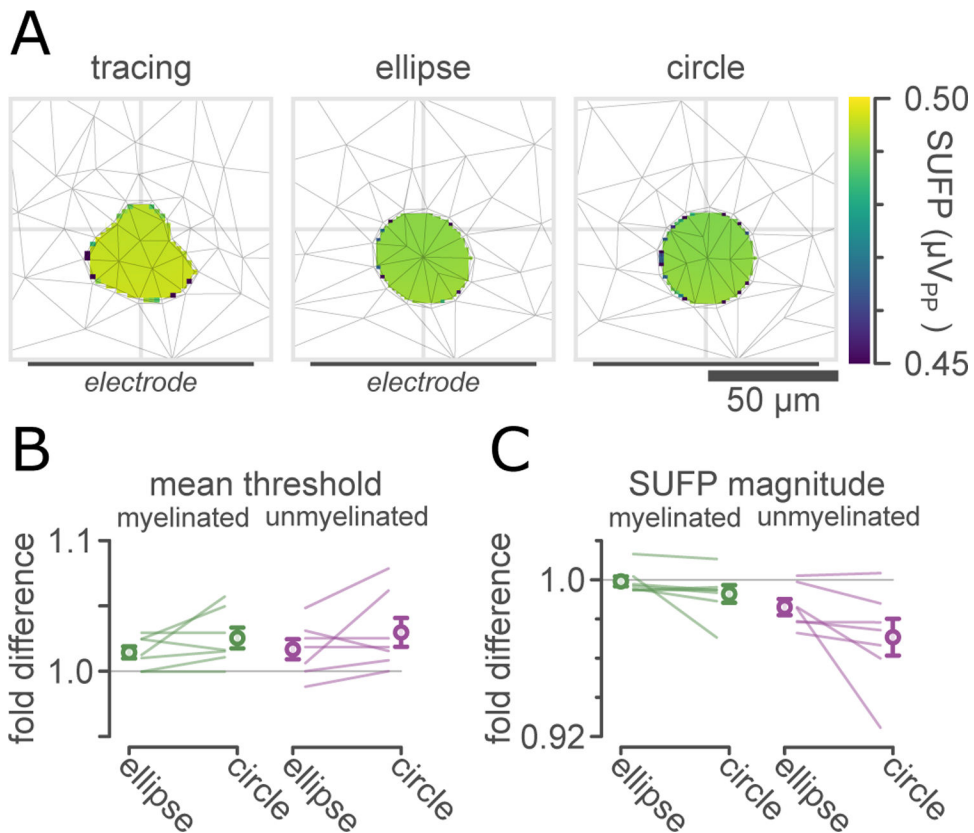 A
tracing
ellipse
circle
0.50
SUFP (µVPP)
0.45
electrode
electrode
50 µm
B
mean threshold
myelinated
unmyelinated
1.1
1.0
fold difference
ellipse
circle
ellipse
circle
C
SUFP magnitude
myelinated
unmyelinated
1.0
0.92
fold difference
ellipse
circle
ellipse
circle